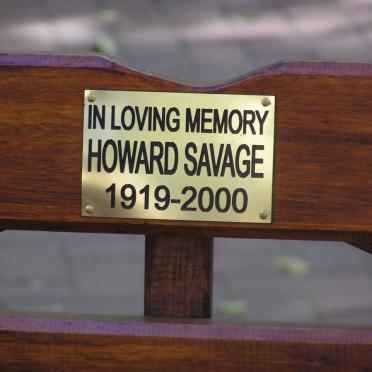 IN LOVING MEMORY
HOWARD SAVAGE
1919-2000